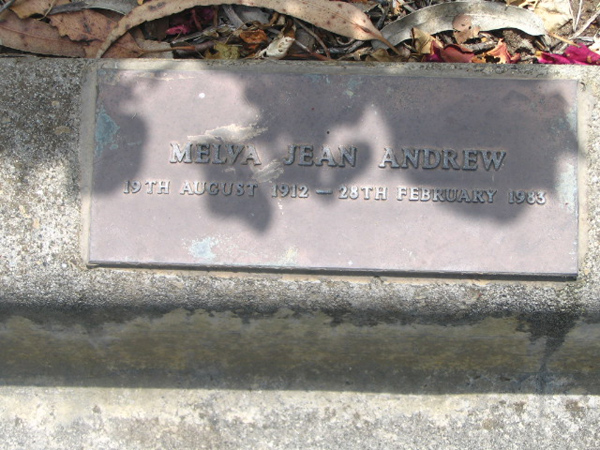 MELVA JEAN ANDREW
19TH AUGUST 1912 — 28TH FEBRUARY 1983